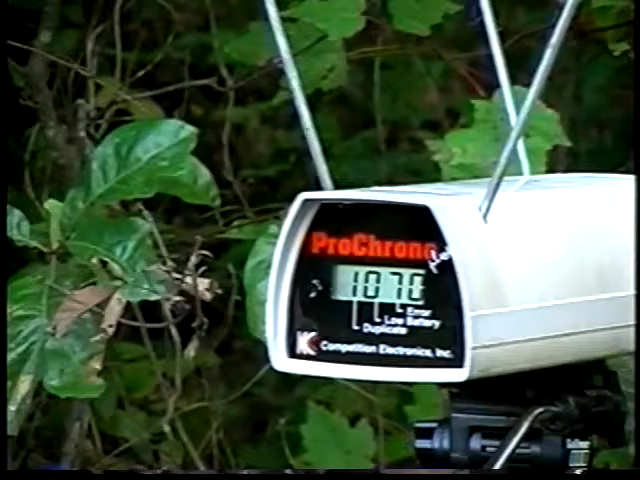 ProChrono
1070
Error
Low Battery
Duplicate
Competition Electronics, Inc.